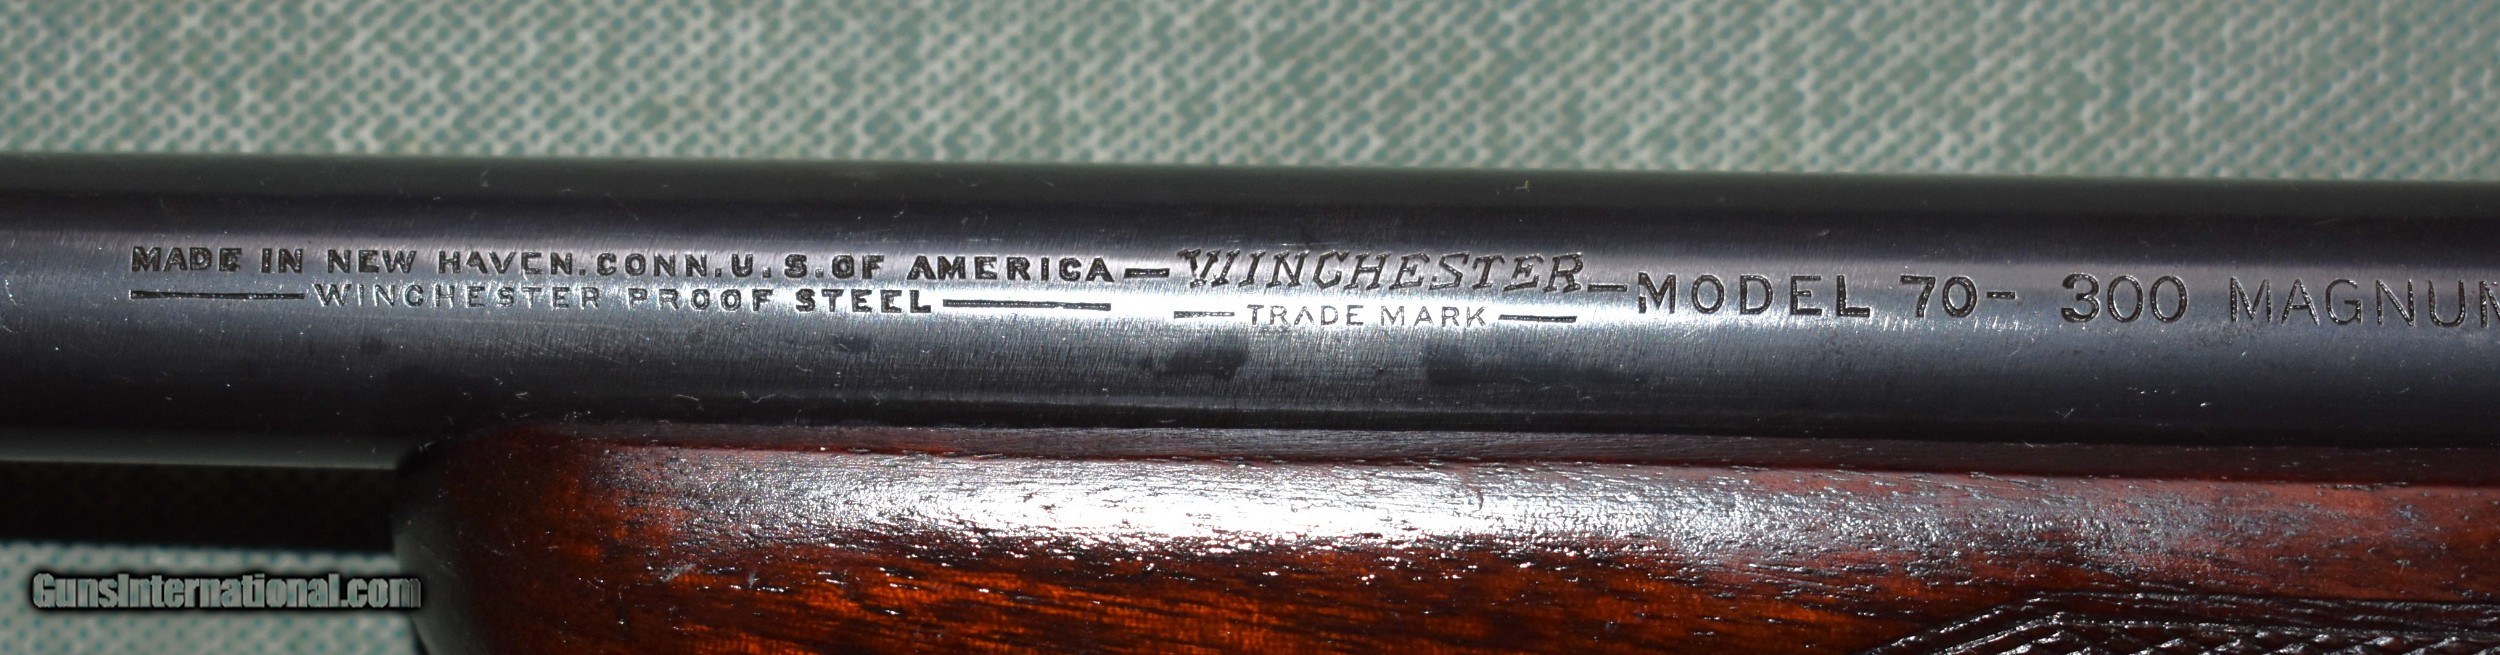 MADE IN NEW HAVEN. CONN. U. S. OF AMERICA — WINCHESTER — MODEL 70 - 300 MAGNUM
WINCHESTER PROOF STEEL
TRADE MARK
GunsInternational.com